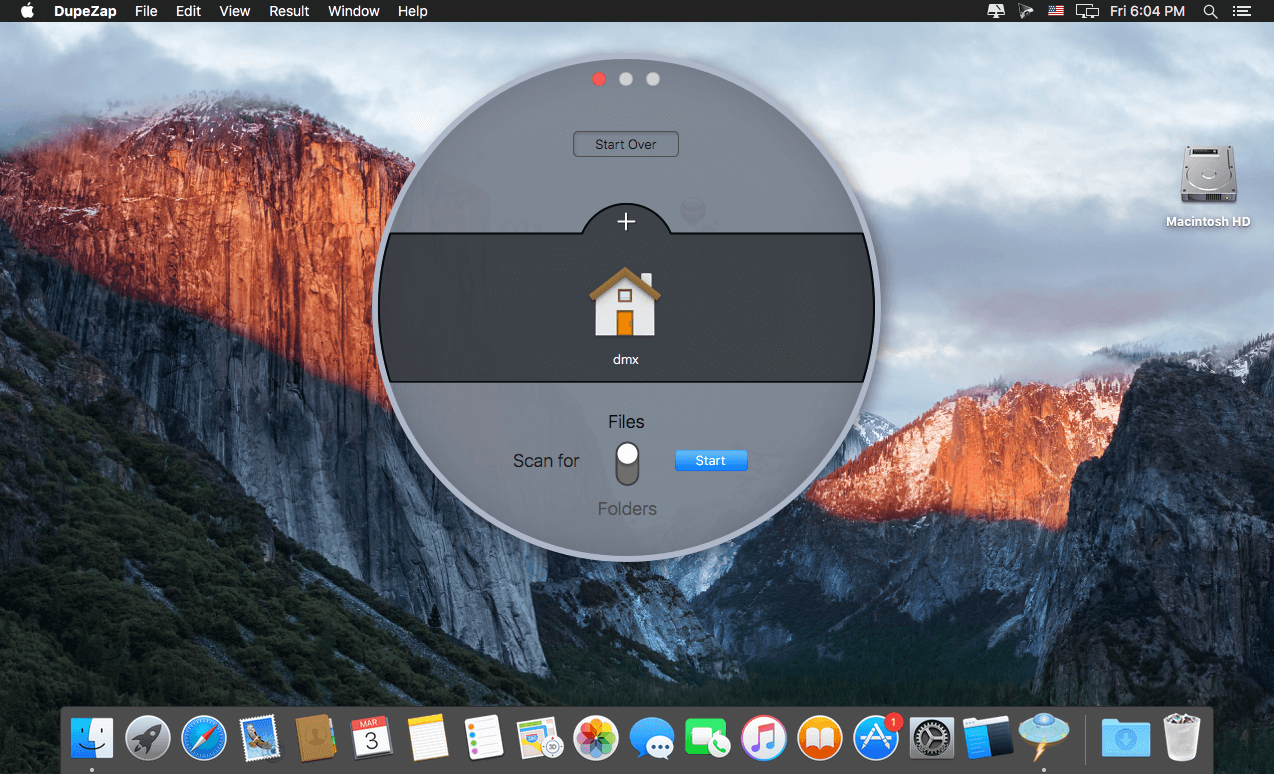 DupeZap File Edit View Result Window Help Fri 6:04 PM
Start Over
Macintosh HD
+
dmx
Files
Scan for Start
Folders
MAR
3
3D
1